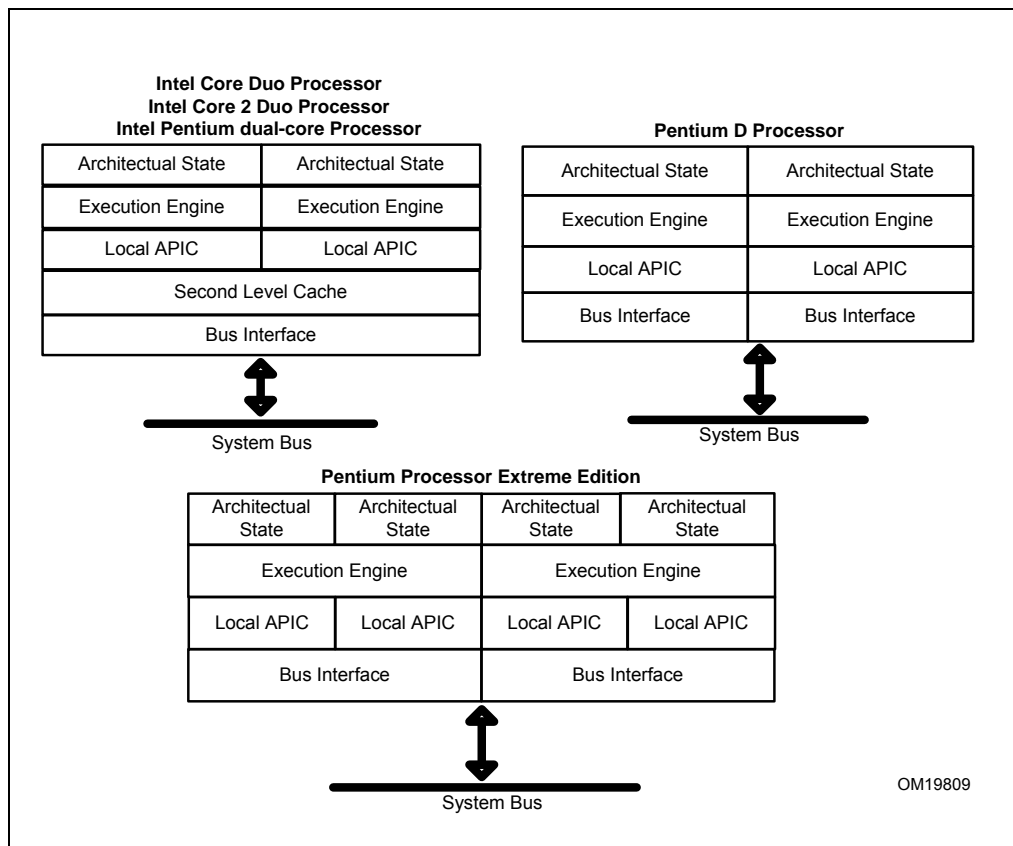 Intel Core Duo Processor
Intel Core 2 Duo Processor
Intel Pentium dual-core Processor
Architectual State Architectual State
Execution Engine Execution Engine
Local APIC Local APIC
Second Level Cache
Bus Interface
System Bus
Pentium D Processor
Architectual State Architectual State
Execution Engine Execution Engine
Local APIC Local APIC
Bus Interface Bus Interface
System Bus
Pentium Processor Extreme Edition
Architectual Architectual Architectual Architectual
State State State State
Execution Engine Execution Engine
Local APIC Local APIC Local APIC Local APIC
Bus Interface Bus Interface
System Bus
OM19809